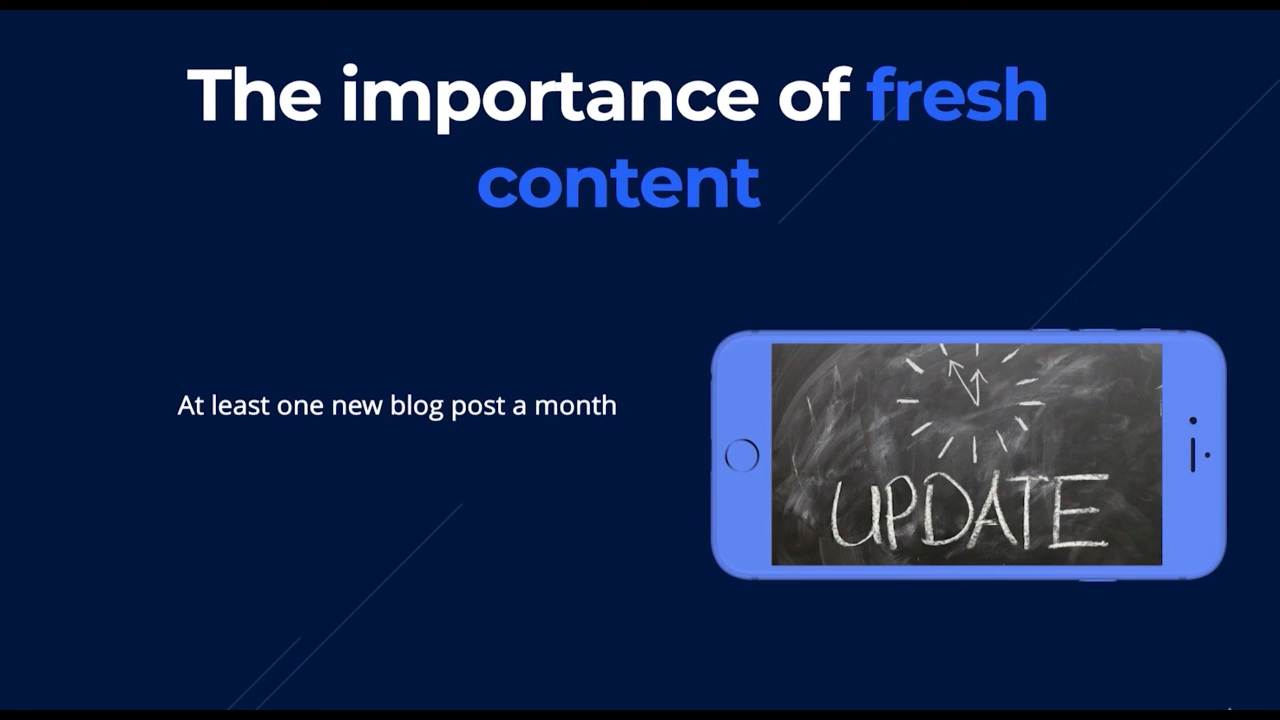 The importance of fresh
content
At least one new blog post a month
UPDATE